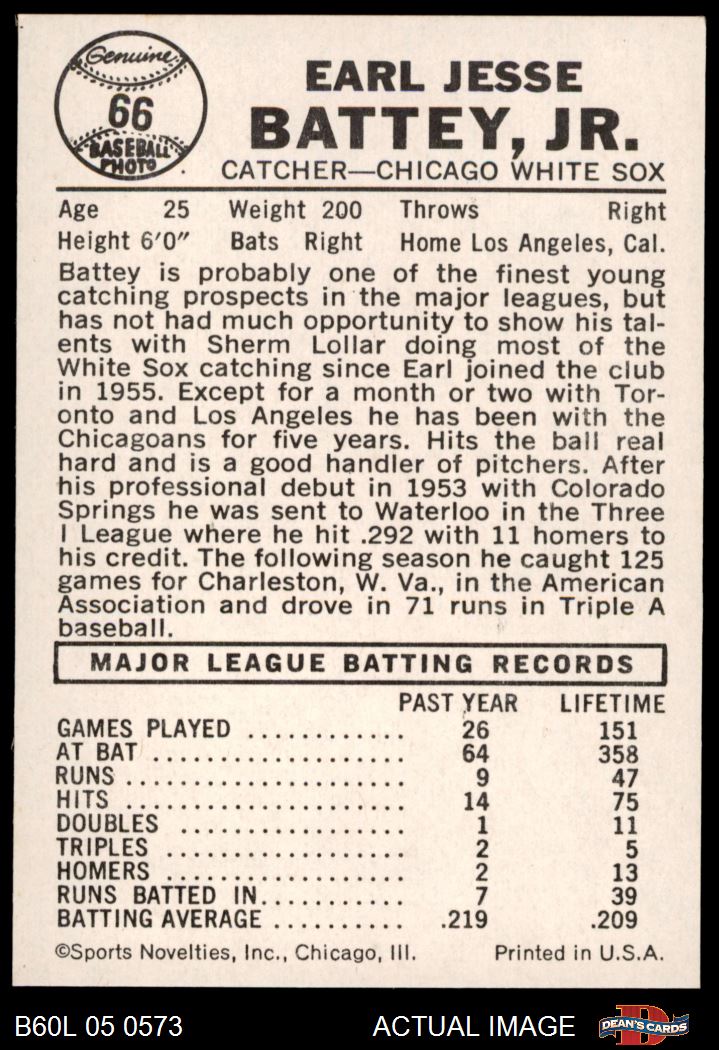 Genuine
66
BASEBALL
PHOTO
EARL JESSE
BATTEY, JR.
CATCHER—CHICAGO WHITE SOX
Age 25 Weight 200 Throws Right
Height 6'0" Bats Right Home Los Angeles, Cal.
Battey is probably one of the finest young
catching prospects in the major leagues, but
has not had much opportunity to show his tal-
ents with Sherm Lollar doing most of the
White Sox catching since Earl joined the club
in 1955. Except for a month or two with Tor-
onto and Los Angeles he has been with the
Chicagoans for five years. Hits the ball real
hard and is a good handler of pitchers. After
his professional debut in 1953 with Colorado
Springs he was sent to Waterloo in the Three
I League where he hit .292 with 11 homers to
his credit. The following season he caught 125
games for Charleston, W. Va., in the American
Association and drove in 71 runs in Triple A
baseball.
MAJOR LEAGUE BATTING RECORDS
PAST YEAR LIFETIME
GAMES PLAYED ............ 26 151
AT BAT .................... 64 358
RUNS ...................... 9 47
HITS ...................... 14 75
DOUBLES .................. 1 11
TRIPLES ................... 2 5
HOMERS ................... 2 13
RUNS BATTED IN........... 7 39
BATTING AVERAGE .......... .219 .209
©Sports Novelties, Inc., Chicago, Ill. Printed in U.S.A.
B60L 05 0573 ACTUAL IMAGE DEAN'S CARDS